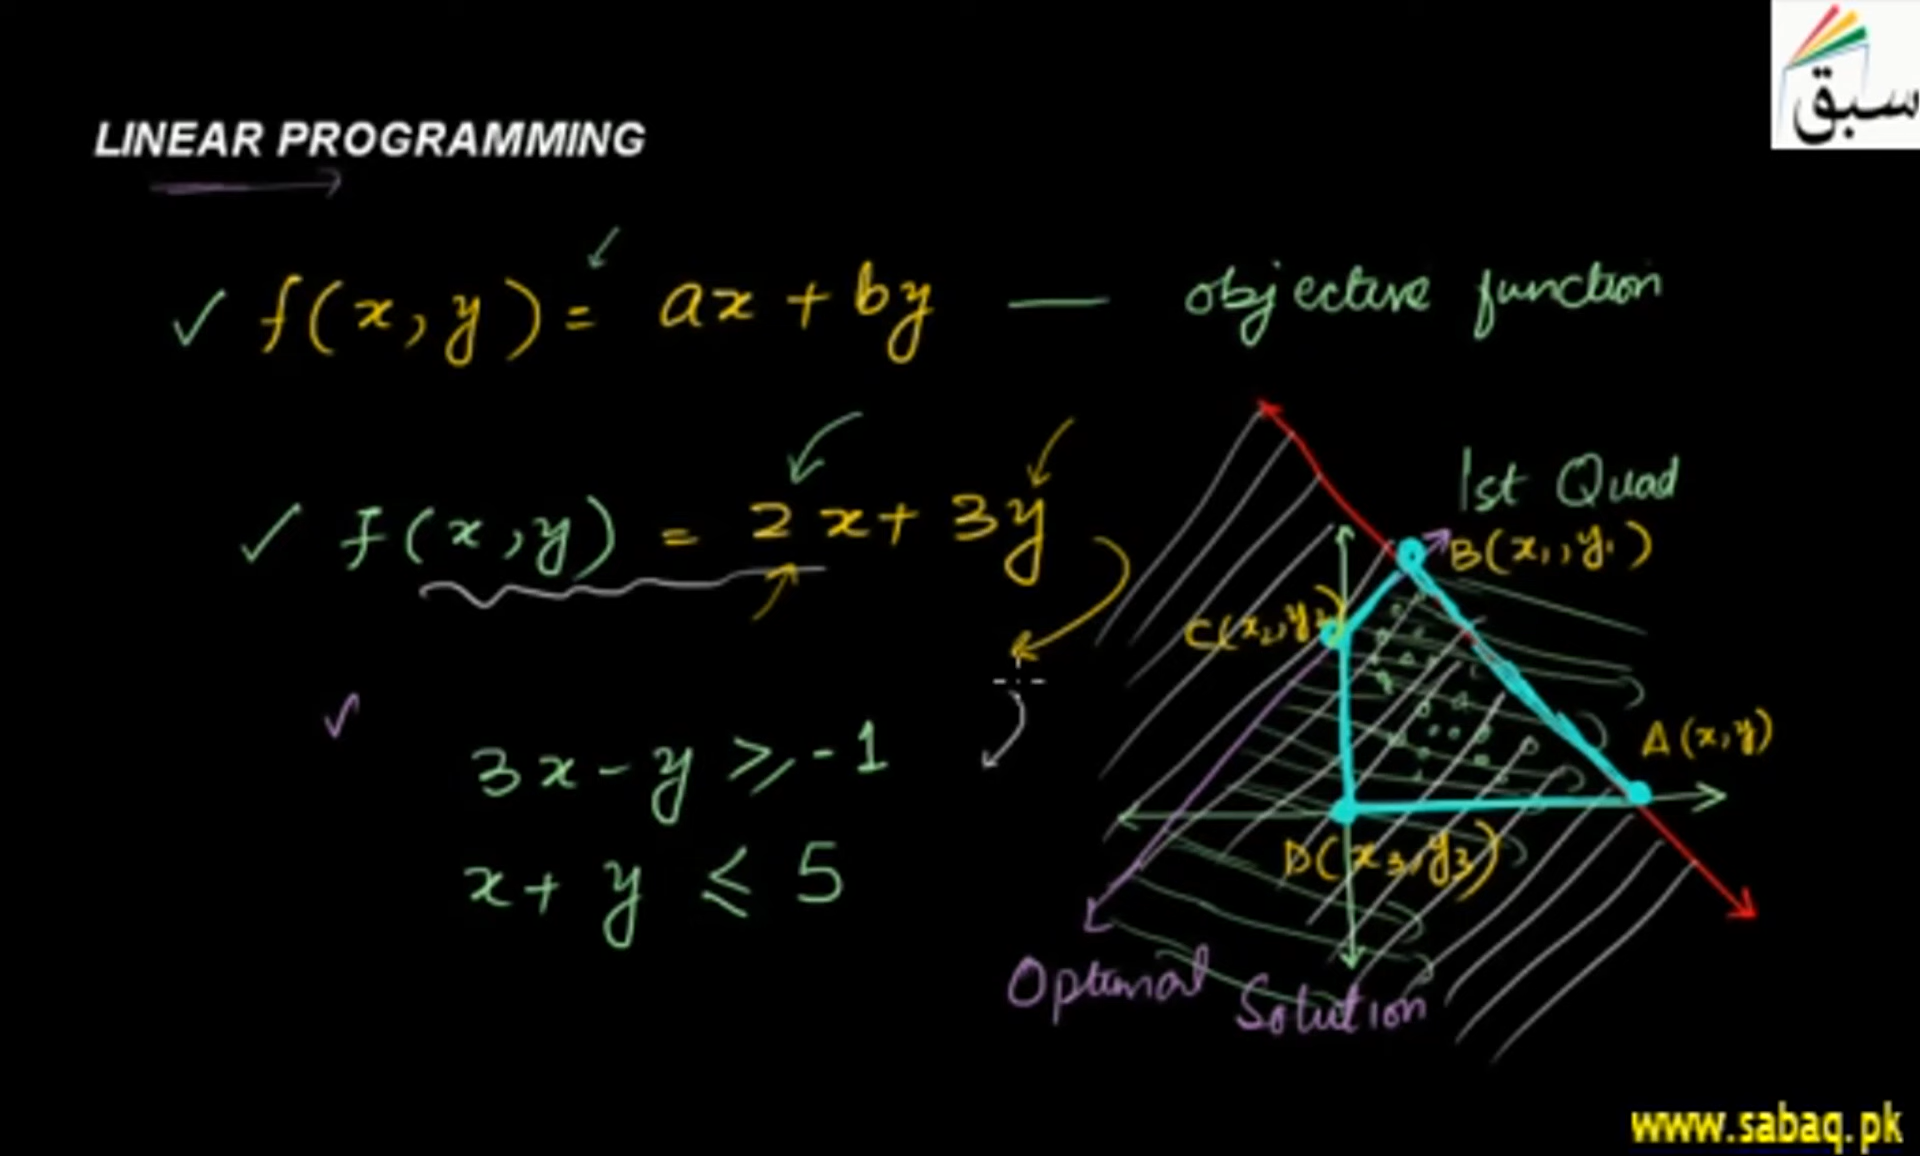 سبق
LINEAR PROGRAMMING
✓ f(x,y) = ax + by — objective function
✓ f(x,y) = 2x + 3y
1st Quad
B(x₁,y₁)
C(x₂,y₂)
✓
3x - y ⩾ -1
A(x,y)
x + y ⩽ 5
D(x₃,y₃)
Optimal Solution
www.sabaq.pk